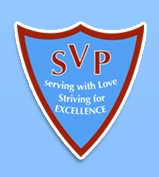 SVP
serving with Love
Striving for
EXCELLENCE